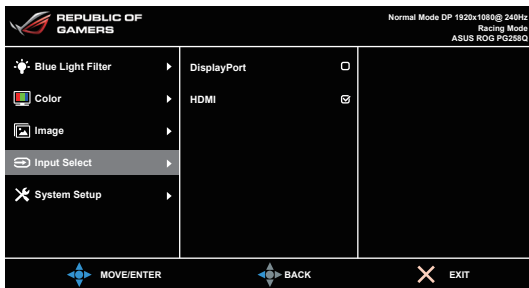 REPUBLIC OF
GAMERS
Normal Mode DP 1920x1080@ 240Hz
Racing Mode
ASUS ROG PG258Q
Blue Light Filter
DisplayPort
Color
HDMI
Image
Input Select
System Setup
MOVE/ENTER
BACK
EXIT